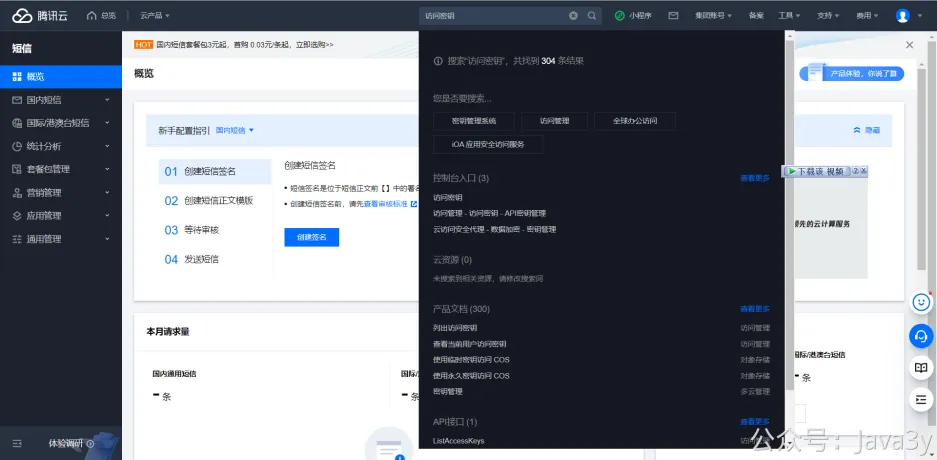 腾讯云 总览 云产品 访问密钥 小程序 集团账号 备案 工具 支持 费用
短信
概览
国内短信
国际/港澳台短信
统计分析
套餐包管理
营销管理
应用管理
通用管理
体验调研
HOT 国内短信套餐包3元起，首购 0.03元/条起，立即选购>>
概览
产品体验，你说了算
新手配置指引 国内短信
隐藏
01 创建短信签名
02 创建短信正文模版
03 等待审核
04 发送短信
创建短信签名
• 短信签名是位于短信正文前【】中的署名
• 创建短信签名前，请先查看审核标准
创建签名
本月请求量
国内通用短信
- 条
国际/
- 条
搜索“访问密钥”，共找到 304 条结果
您是否要搜索...
密钥管理系统 访问管理 全球办公访问
iOA 应用安全访问服务
控制台入口 (3) 查看更多
访问密钥
访问管理 - 访问密钥 - API密钥管理
云访问安全代理 - 数据加密 - 密钥管理
云资源 (0)
未搜索到相关资源，请修改搜索词
产品文档 (300) 查看更多
列出访问密钥 访问管理
查看当前用户访问密钥 访问管理
使用临时密钥访问 COS 对象存储
使用永久密钥访问 COS 对象存储
密钥管理 多云管理
API接口 (1) 查看更多
ListAccessKeys 访问管理
下载该 视频
领先的云计算服务
国际/港澳台短信
- 条
公众号：Java3y